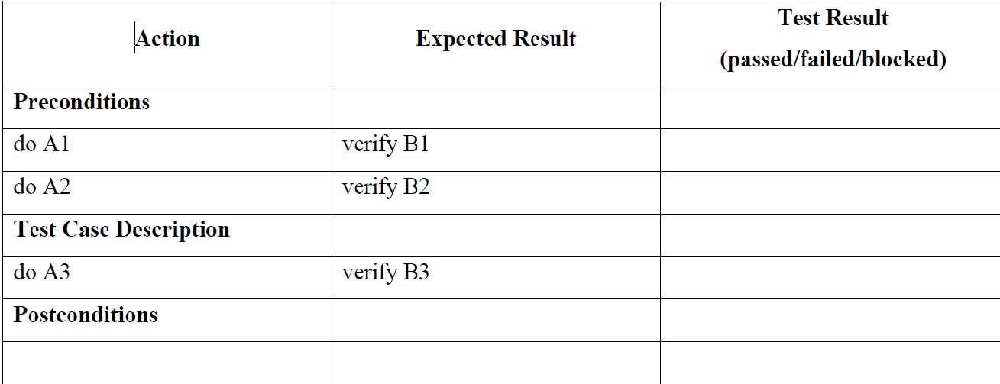 Action
Expected Result
Test Result
(passed/failed/blocked)
Preconditions
do A1
verify B1
do A2
verify B2
Test Case Description
do A3
verify B3
Postconditions